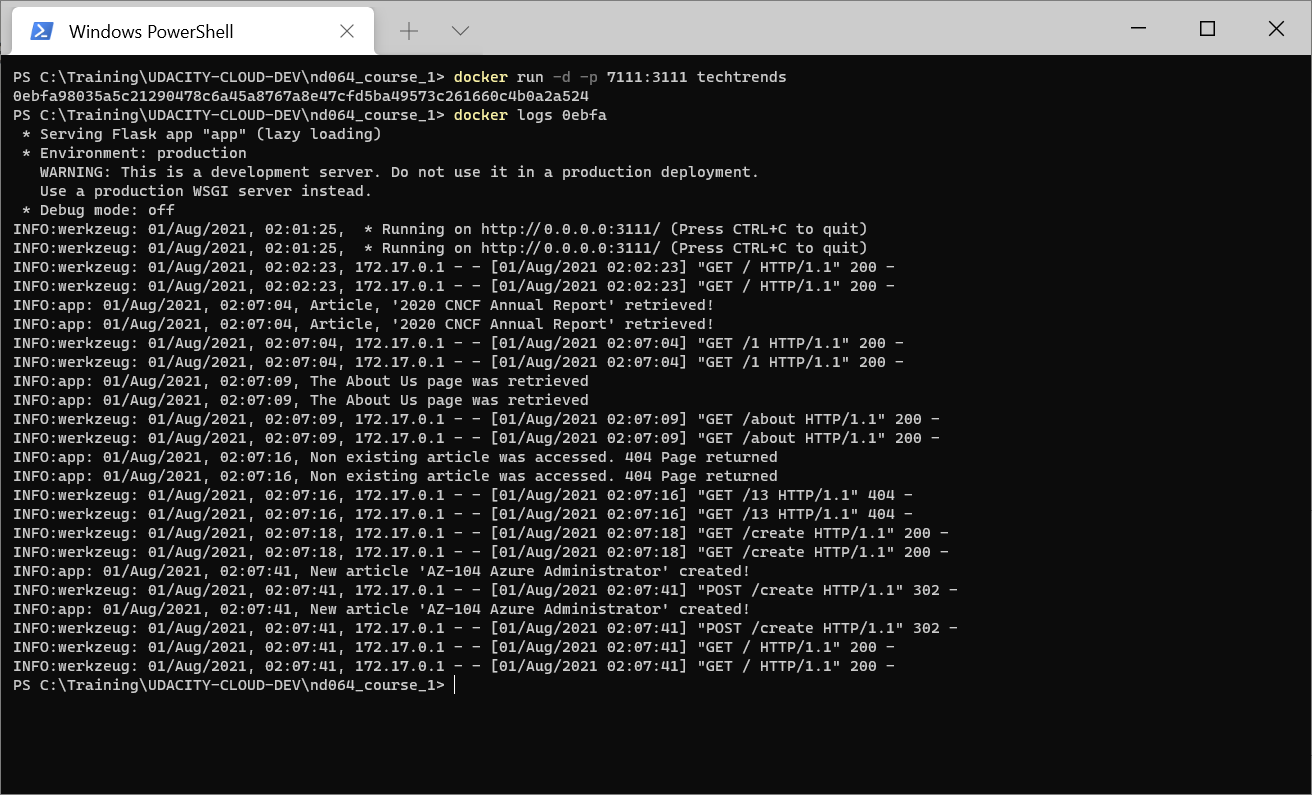 Windows PowerShell
PS C:\Training\UDACITY-CLOUD-DEV\nd064_course_1> docker run -d -p 7111:3111 techtrends
0ebfa98035a5c21290478c6a45a8767a8e47cfd5ba49573c261660c4b0a2a524
PS C:\Training\UDACITY-CLOUD-DEV\nd064_course_1> docker logs 0ebfa
 * Serving Flask app "app" (lazy loading)
 * Environment: production
   WARNING: This is a development server. Do not use it in a production deployment.
   Use a production WSGI server instead.
 * Debug mode: off
INFO:werkzeug: 01/Aug/2021, 02:01:25,  * Running on http://0.0.0.0:3111/ (Press CTRL+C to quit)
INFO:werkzeug: 01/Aug/2021, 02:01:25,  * Running on http://0.0.0.0:3111/ (Press CTRL+C to quit)
INFO:werkzeug: 01/Aug/2021, 02:02:23, 172.17.0.1 - - [01/Aug/2021 02:02:23] "GET / HTTP/1.1" 200 -
INFO:werkzeug: 01/Aug/2021, 02:02:23, 172.17.0.1 - - [01/Aug/2021 02:02:23] "GET / HTTP/1.1" 200 -
INFO:app: 01/Aug/2021, 02:07:04, Article, '2020 CNCF Annual Report' retrieved!
INFO:app: 01/Aug/2021, 02:07:04, Article, '2020 CNCF Annual Report' retrieved!
INFO:werkzeug: 01/Aug/2021, 02:07:04, 172.17.0.1 - - [01/Aug/2021 02:07:04] "GET /1 HTTP/1.1" 200 -
INFO:werkzeug: 01/Aug/2021, 02:07:04, 172.17.0.1 - - [01/Aug/2021 02:07:04] "GET /1 HTTP/1.1" 200 -
INFO:app: 01/Aug/2021, 02:07:09, The About Us page was retrieved
INFO:app: 01/Aug/2021, 02:07:09, The About Us page was retrieved
INFO:werkzeug: 01/Aug/2021, 02:07:09, 172.17.0.1 - - [01/Aug/2021 02:07:09] "GET /about HTTP/1.1" 200 -
INFO:werkzeug: 01/Aug/2021, 02:07:09, 172.17.0.1 - - [01/Aug/2021 02:07:09] "GET /about HTTP/1.1" 200 -
INFO:app: 01/Aug/2021, 02:07:16, Non existing article was accessed. 404 Page returned
INFO:app: 01/Aug/2021, 02:07:16, Non existing article was accessed. 404 Page returned
INFO:werkzeug: 01/Aug/2021, 02:07:16, 172.17.0.1 - - [01/Aug/2021 02:07:16] "GET /13 HTTP/1.1" 404 -
INFO:werkzeug: 01/Aug/2021, 02:07:16, 172.17.0.1 - - [01/Aug/2021 02:07:16] "GET /13 HTTP/1.1" 404 -
INFO:werkzeug: 01/Aug/2021, 02:07:18, 172.17.0.1 - - [01/Aug/2021 02:07:18] "GET /create HTTP/1.1" 200 -
INFO:werkzeug: 01/Aug/2021, 02:07:18, 172.17.0.1 - - [01/Aug/2021 02:07:18] "GET /create HTTP/1.1" 200 -
INFO:app: 01/Aug/2021, 02:07:41, New article 'AZ-104 Azure Administrator' created!
INFO:werkzeug: 01/Aug/2021, 02:07:41, 172.17.0.1 - - [01/Aug/2021 02:07:41] "POST /create HTTP/1.1" 302 -
INFO:app: 01/Aug/2021, 02:07:41, New article 'AZ-104 Azure Administrator' created!
INFO:werkzeug: 01/Aug/2021, 02:07:41, 172.17.0.1 - - [01/Aug/2021 02:07:41] "POST /create HTTP/1.1" 302 -
INFO:werkzeug: 01/Aug/2021, 02:07:41, 172.17.0.1 - - [01/Aug/2021 02:07:41] "GET / HTTP/1.1" 200 -
INFO:werkzeug: 01/Aug/2021, 02:07:41, 172.17.0.1 - - [01/Aug/2021 02:07:41] "GET / HTTP/1.1" 200 -
PS C:\Training\UDACITY-CLOUD-DEV\nd064_course_1>